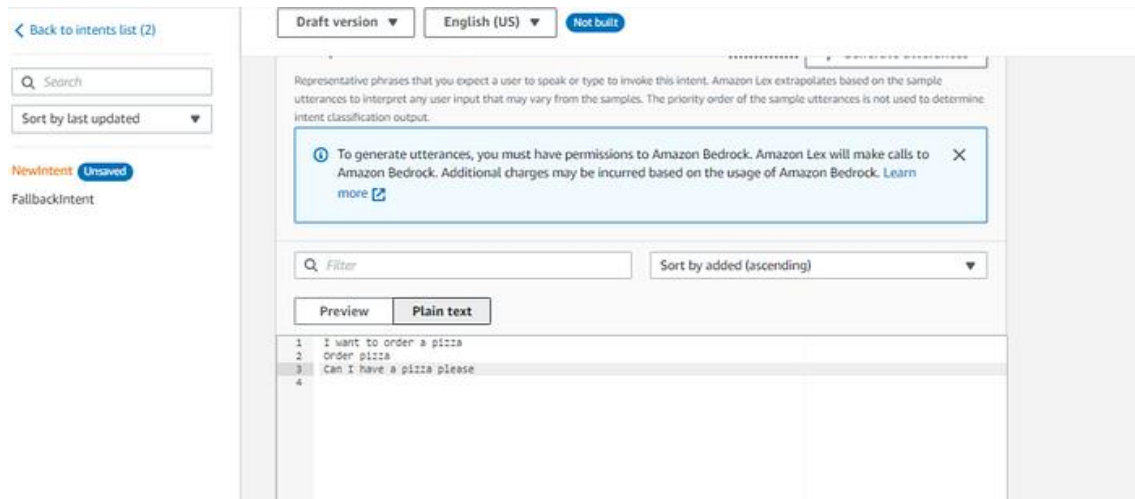 Back to intents list (2)
Search
Sort by last updated
NewIntent Unsaved
FallbackIntent
Draft version English (US) Not built
Representative phrases that you expect a user to speak or type to invoke this intent. Amazon Lex extrapolates based on the sample
utterances to interpret any user input that may vary from the samples. The priority order of the sample utterances is not used to determine
intent classification output.
To generate utterances, you must have permissions to Amazon Bedrock. Amazon Lex will make calls to
Amazon Bedrock. Additional charges may be incurred based on the usage of Amazon Bedrock. Learn
more
Filter
Sort by added (ascending)
Preview Plain text
1 I want to order a pizza
2 Order pizza
3 Can I have a pizza please
4